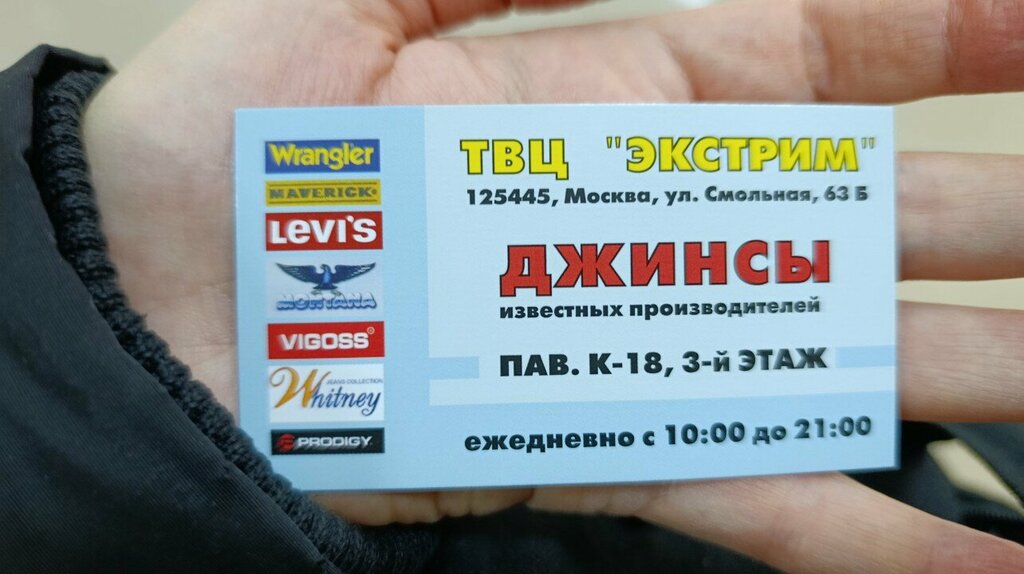 Wrangler
MAVERICK
LEVI'S
MONTANA
VIGOSS®
JEANS COLLECTION
Whitney
PRODIGY
ТВЦ "ЭКСТРИМ"
125445, Москва, ул. Смольная, 63 Б
ДЖИНСЫ
известных производителей
ПАВ. К-18, 3-й ЭТАЖ
ежедневно с 10:00 до 21:00